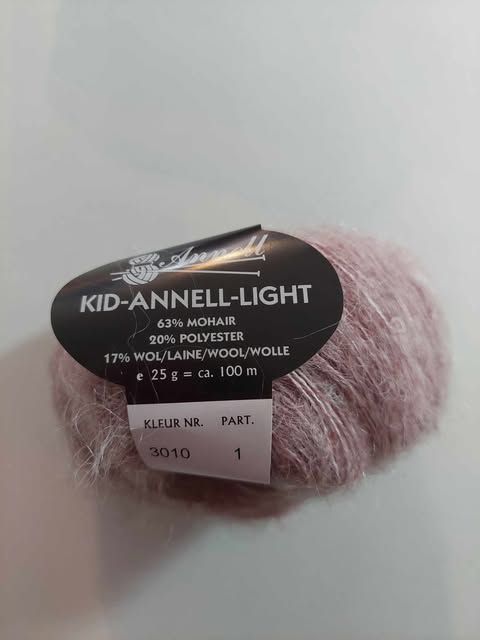 Annell
KID-ANNELL-LIGHT
63% MOHAIR
20% POLYESTER
17% WOL/LAINE/WOOL/WOLLE
e 25 g = ca. 100 m
KLEUR NR. PART.
3010 1